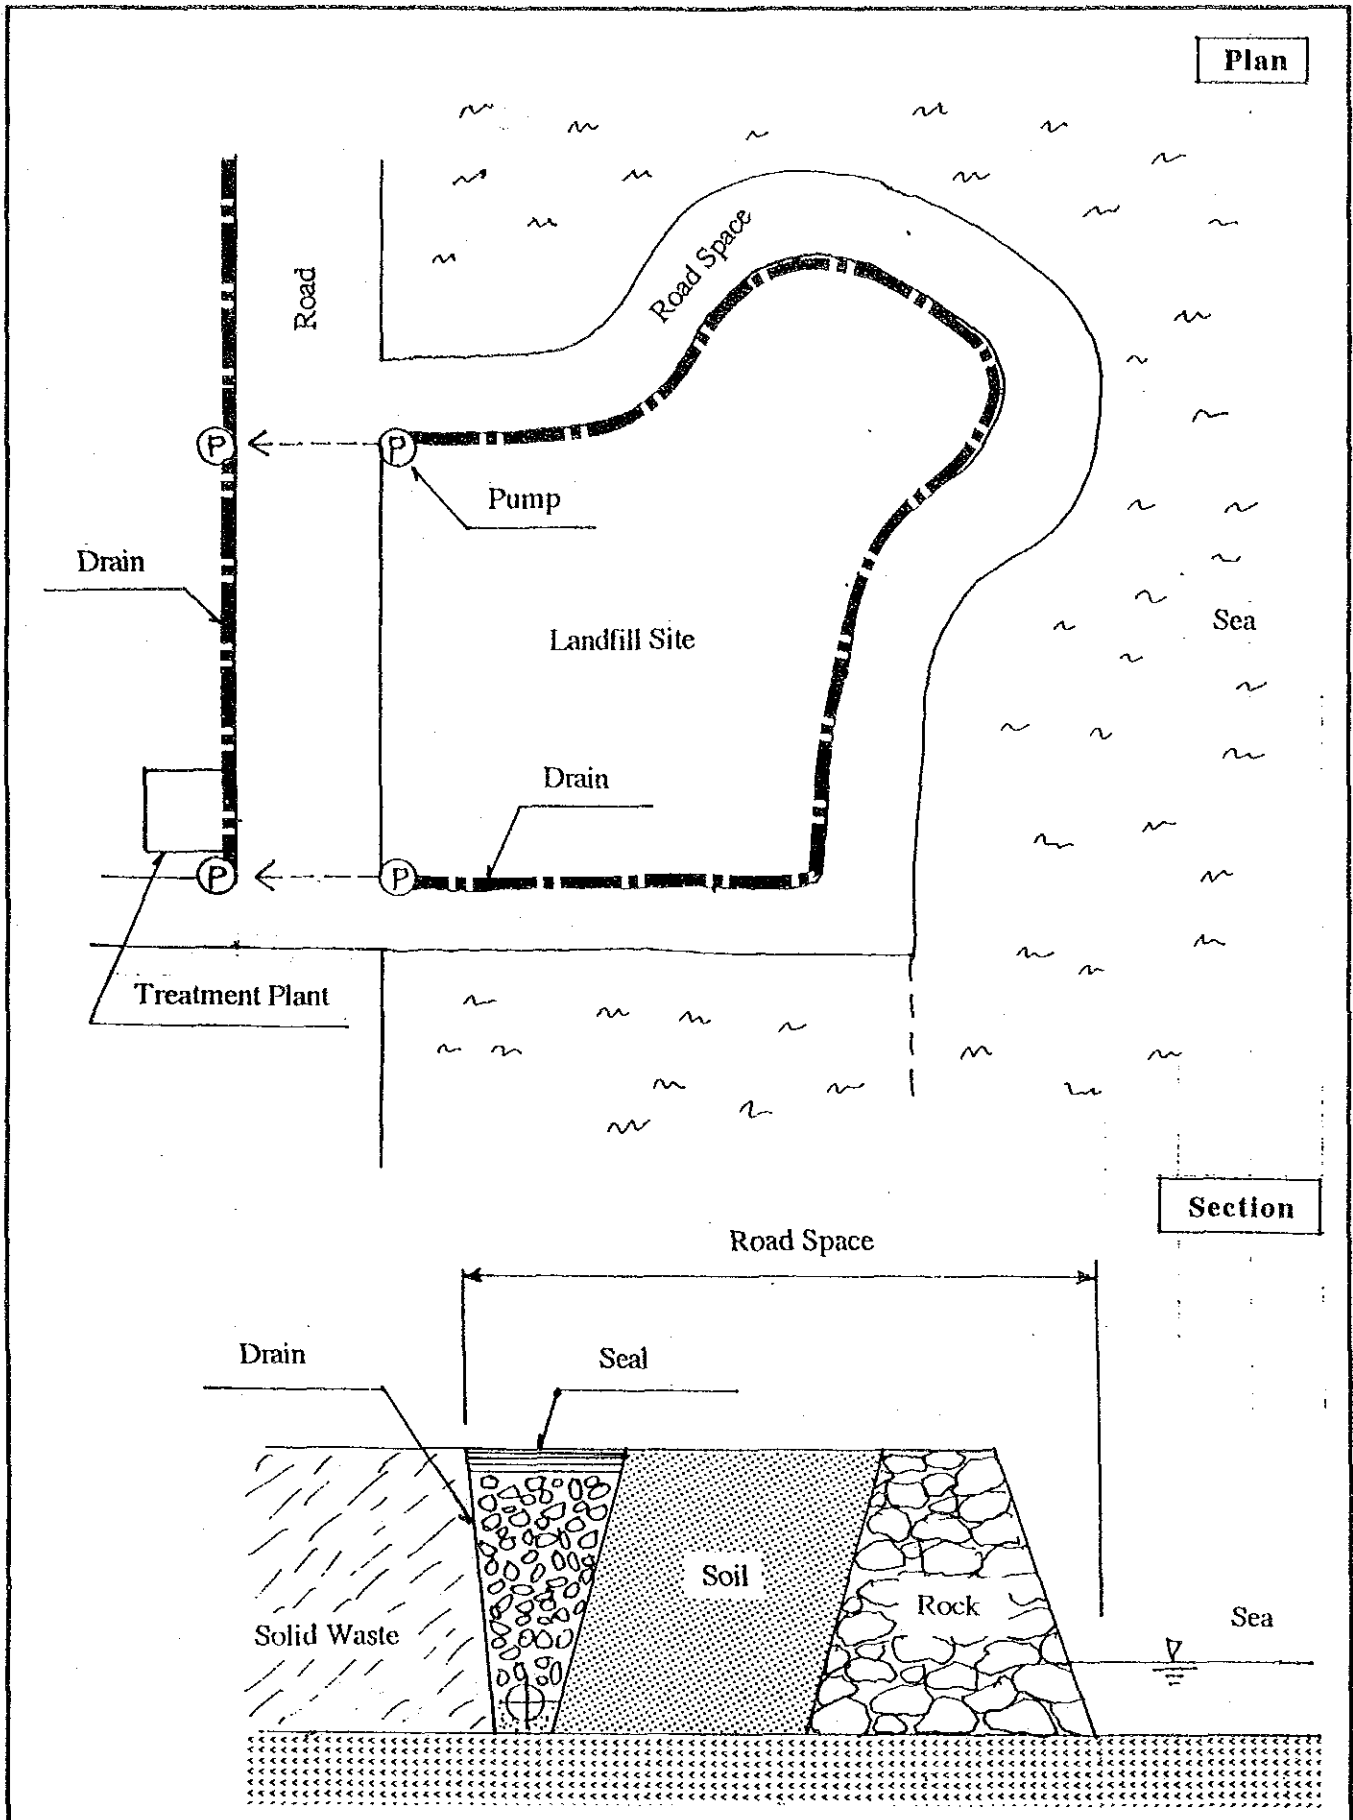 Plan
Road
Road Space
P
P
Pump
Drain
Landfill Site
Sea
Drain
P
P
Treatment Plant
Section
Road Space
Drain
Seal
Soil
Rock
Solid Waste
Sea